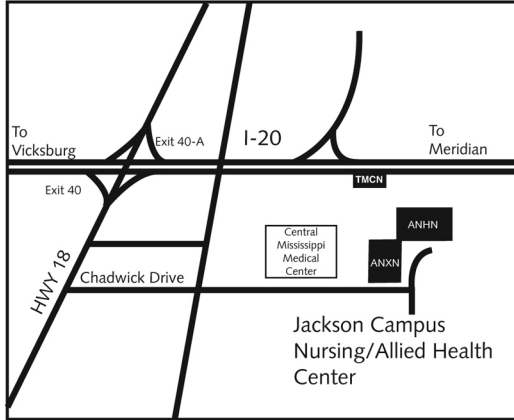 To
Vicksburg
Exit 40-A
I-20
To
Meridian
Exit 40
TMCN
ANHN
Central
Mississippi
Medical
Center
ANXN
HWY 18
Chadwick Drive
Jackson Campus
Nursing/Allied Health
Center